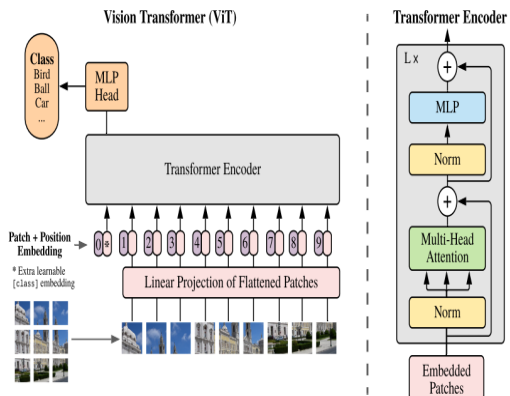 Vision Transformer (ViT)
Class
Bird
Ball
Car
...
MLP
Head
Transformer Encoder
Patch + Position
Embedding
0 * 1 2 3 4 5 6 7 8 9
* Extra learnable
[class] embedding
Linear Projection of Flattened Patches
Transformer Encoder
L ×
+
MLP
Norm
+
Multi-Head
Attention
Norm
Embedded
Patches